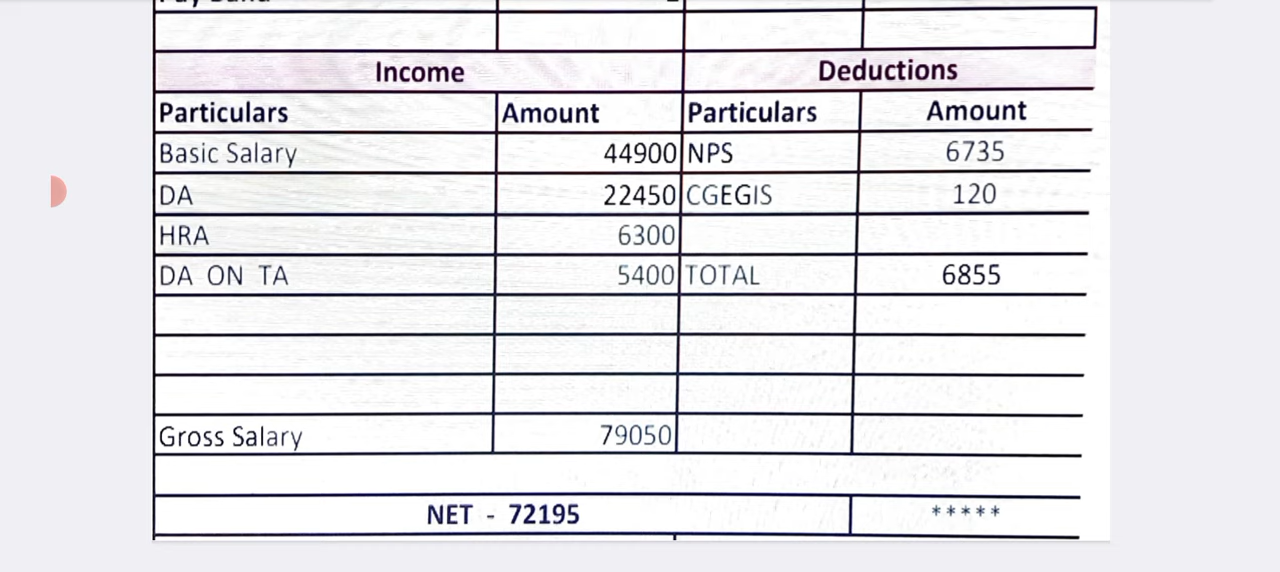 Income Deductions
Particulars Amount Particulars Amount
Basic Salary 44900 NPS 6735
DA 22450 CGEGIS 120
HRA 6300
DA ON TA 5400 TOTAL 6855
Gross Salary 79050
NET - 72195 *****